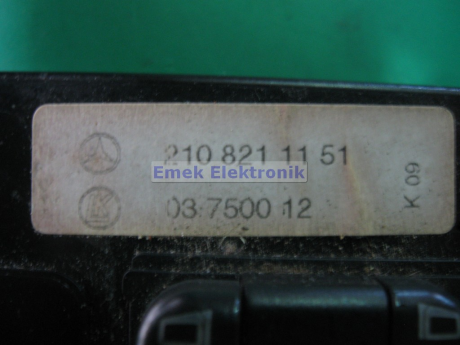 210 821 11 51
Emek Elektronik
03 7500 12
K 09